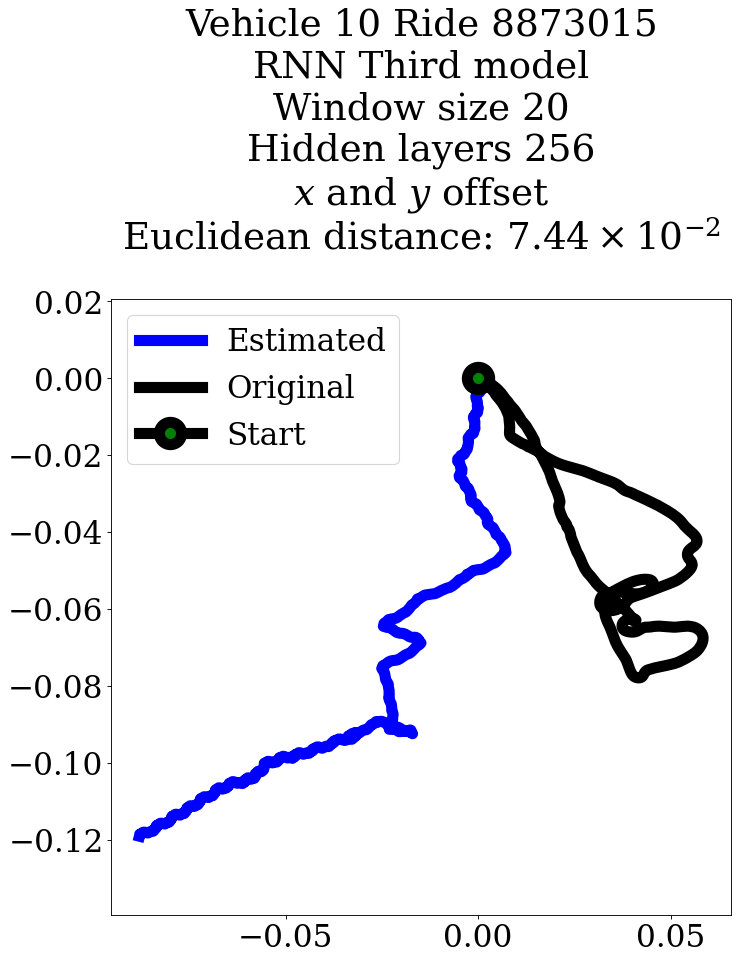 Vehicle 10 Ride 8873015
RNN Third model
Window size 20
Hidden layers 256
x and y offset
Euclidean distance: 7.44 × 10⁻²
Estimated
Original
Start
0.02
0.00
−0.02
−0.04
−0.06
−0.08
−0.10
−0.12
−0.05 0.00 0.05